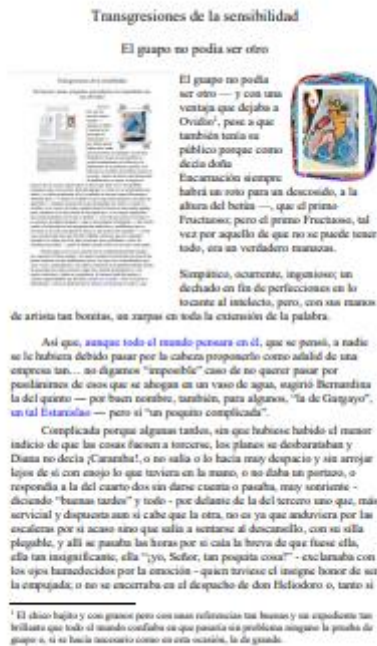 Transgresiones de la sensibilidad
El guapo no podía ser otro
El guapo no podía
ser otro — y con una
ventaja que dejaba a
Ovidio¹, pese a que
también tenía su
público porque como
decía doña
Encarnación siempre
habrá un roto para un descosido, a la
altura del betún —, que el primo
Fructuoso; pero el primo Fructuoso, tal
vez por aquello de que no se puede tener
todo, era un verdadero manazas.
Simpático, ocurrente, ingenioso; un
dechado en fin de perfecciones en lo
tocante al intelecto, pero, con sus manos
de artista tan bonitas, un zarpas en toda la extensión de la palabra.
Así que, aunque todo el mundo pensara en él, que se pensó, a nadie
se le hubiera debido pasar por la cabeza proponerlo como adalid de una
empresa tan… no digamos “imposible” caso de no querer pasar por
pusilánimes de esos que se ahogan en un vaso de agua, sugirió Bernardina
la del quinto — por buen nombre, también, para algunos, “la de Gargayo”,
un tal Estanislao — pero sí “un poquito complicada”.
Complicada porque algunas tardes, sin que hubiese habido el menor
indicio de que las cosas fuesen a torcerse, los planes se desbarataban y
Diana no decía ¡Caramba!, o no salía o lo hacía muy despacio y sin arrojar
lejos de sí con enojo lo que tuviera en la mano, o no daba un portazo, o
respondía a la del cuarto dos sin darse cuenta o pasaba, muy sonriente -
diciendo “buenas tardes” y todo - por delante de la del tercero uno que, más
servicial y dispuesta aun si cabe que la otra, no es ya que anduviera por las
escaleras por si acaso sino que salía a sentarse al descansillo, con su silla
plegable, y allí se pasaba las horas por si caía la breva de que fuese ella,
ella tan insignificante, ella “¡yo, Señor, tan poquita cosa!” - exclamaba con
los ojos humedecidos por la emoción - quien tuviese el insigne honor de ser
la empujada; o no se encerraba en el despacho de don Heliodoro o, tanto si
¹ El chico bajito y con granos pero con unas referencias tan buenas y un expediente tan
brillante que todo el mundo confiaba en que pasaría sin problema ninguno la prueba de
guapo o, si se hacía necesario como en esta ocasión, la de grande.